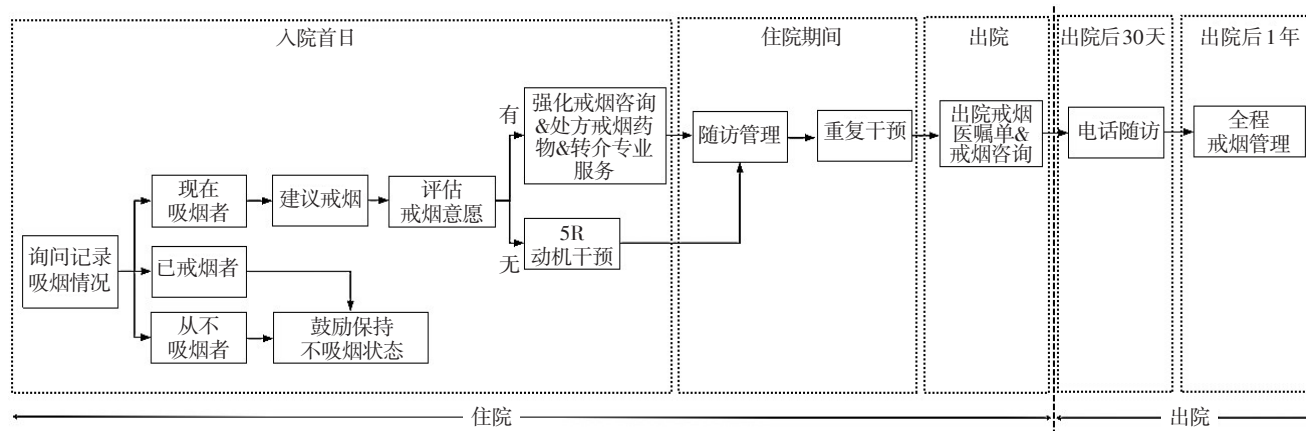 入院首日
住院期间
出院
出院后30天
出院后1年
询问记录
吸烟情况
现在
吸烟者
建议戒烟
评估
戒烟意愿
有
强化戒烟咨询
&处方戒烟药
物&转介专业
服务
无
5R
动机干预
已戒烟者
从不
吸烟者
鼓励保持
不吸烟状态
随访管理
重复干预
出院戒烟
医嘱单&
戒烟咨询
电话随访
全程
戒烟管理
住院
出院